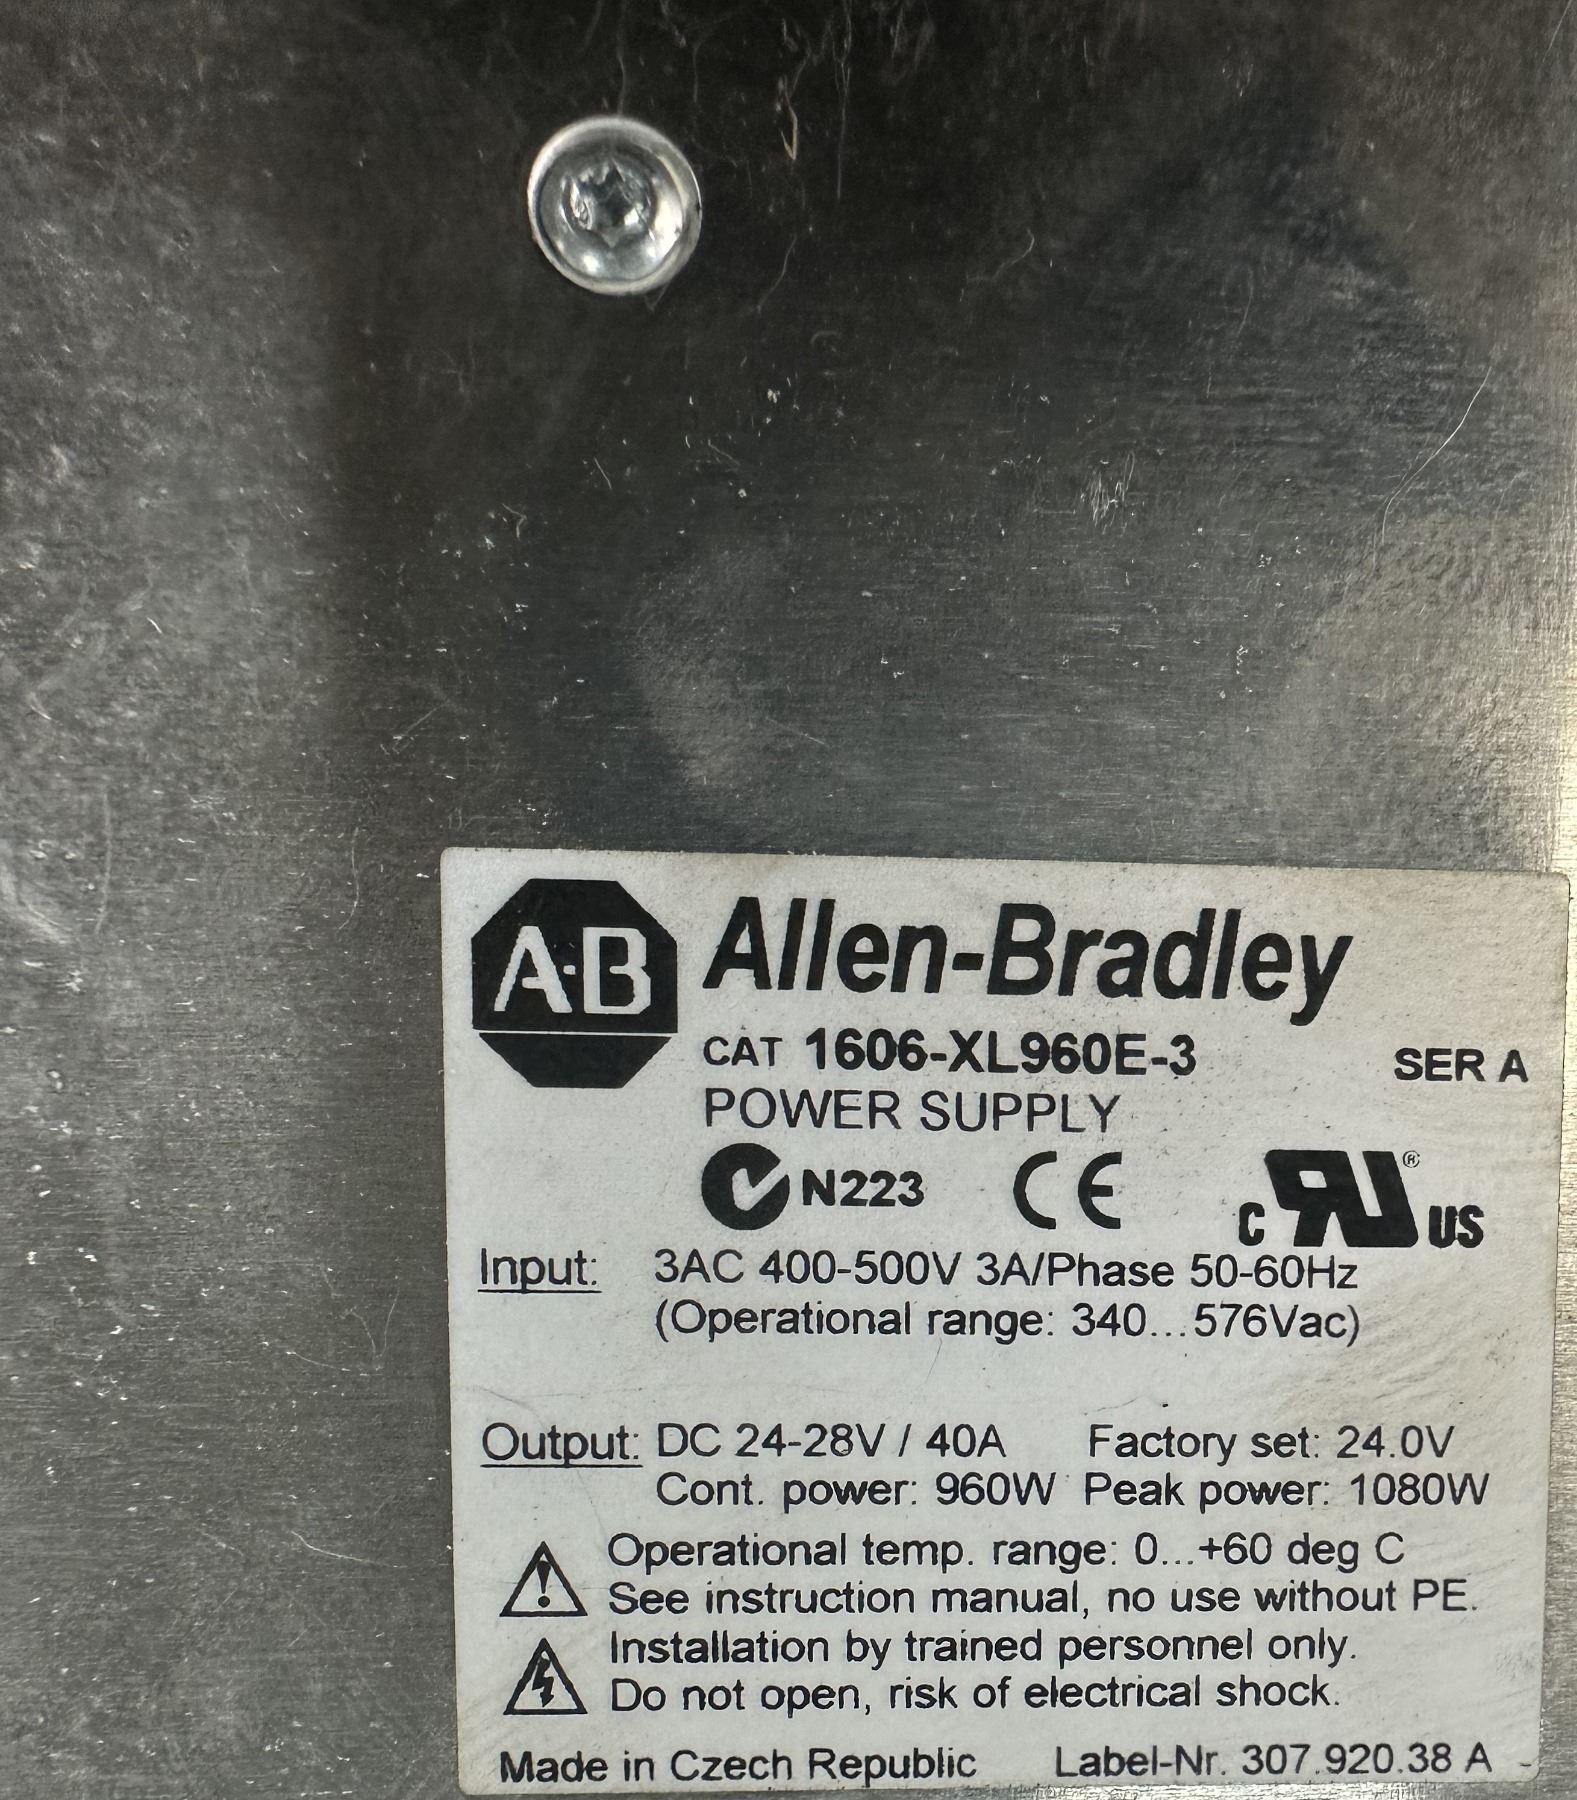 A-B Allen-Bradley
CAT 1606-XL960E-3 SER A
POWER SUPPLY
N223 CE c RU ® US
Input: 3AC 400-500V 3A/Phase 50-60Hz
(Operational range: 340...576Vac)
Output: DC 24-28V / 40A Factory set: 24.0V
Cont. power: 960W Peak power: 1080W
Operational temp. range: 0...+60 deg C
See instruction manual, no use without PE.
Installation by trained personnel only.
Do not open, risk of electrical shock.
Made in Czech Republic Label-Nr. 307.920.38 A